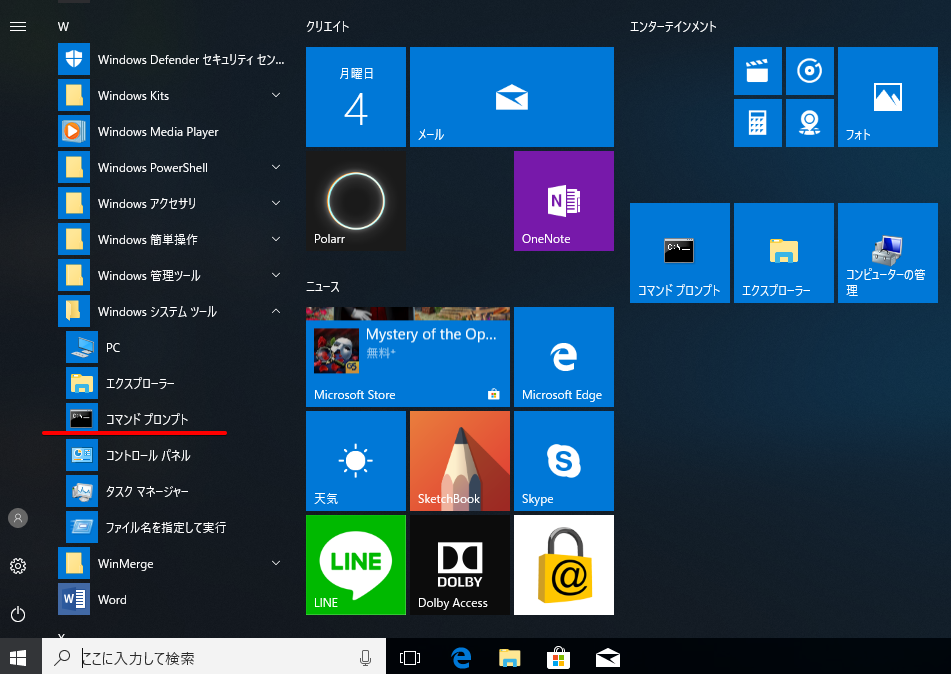 W
Windows Defender セキュリティ セン...
Windows Kits
Windows Media Player
Windows PowerShell
Windows アクセサリ
Windows 簡単操作
Windows 管理ツール
Windows システム ツール
PC
エクスプローラー
コマンド プロンプト
コントロール パネル
タスク マネージャー
ファイル名を指定して実行
WinMerge
Word
X
クリエイト
月曜日
4
メール
Polarr
N
OneNote
ニュース
Mystery of the Op...
無料+
Microsoft Store
Microsoft Edge
天気
SketchBook
Skype
LINE
LINE
DOLBY
Dolby Access
@
エンターテインメント
フォト
C:\_
コマンド プロンプト
エクスプローラー
コンピューターの管
理
ここに入力して検索